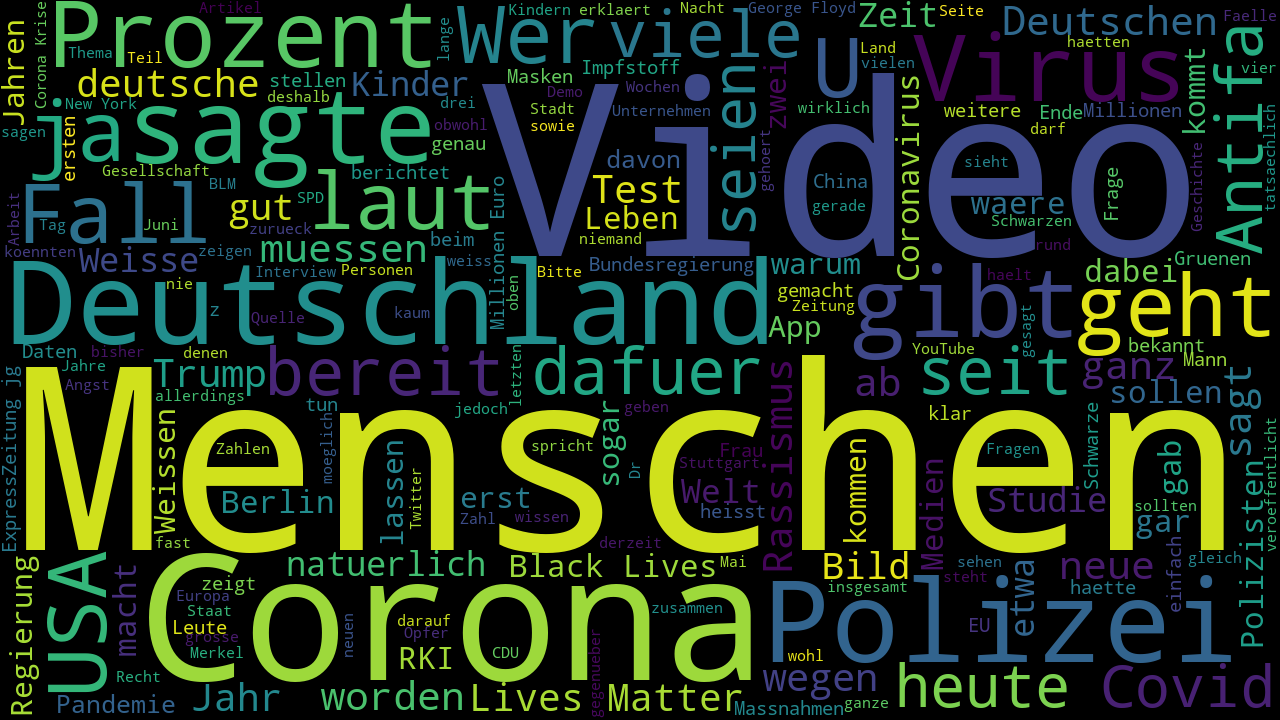 Artikel
Kindern erklaert Nacht George Floyd Zeit Seite Deutschen Faelle
Prozent Wer viele
Jahren Corona Krise Thema Teil lange U Land vielen Virus haetten Antifa vier
deutsche stellen Kinder Masken Impfstoff zwei
New York deshalb drei Demo Wochen wirklich Coronavirus weitere Ende Millionen kommt
ja sagte Video seien
sagen ersten obwohl Stadt Unternehmen darf
genau sowie
Gesellschaft berichtet davon gehoert sieht Frage Geschichte tatsaechlich
Fall BLM SPD laut Test China waere
Arbeit Tag Juni gut Leben gerade Schwarzen
zurueck Millionen Euro niemand rund
koennten zeigen muessen beim Gruenen
Weisse Interview Personen weiss Bitte Bundesregierung warum dabei
nie oben haelt
Deutschland gemacht gibt geht
z Quelle kaum Zeitung gesagt
App
Daten bisher denen YouTube bekannt
Jahre Trump bereit letzten dafuer ab seit ganz Mann
Angst
allerdings tun jedoch geben klar sollen sagt
ExpressZeitung jg Menschen
Weissen moeglich sogar Rassismus Schwarze
Zahlen spricht Frau kommen Fragen gab
lassen Dr Stuttgart Medien
Berlin Twitter erst Welt Studie Polizisten veroeffentlicht
Zahl wissen heisst sollten
gar
fast derzeit
Regierung USA macht natuerlich Black Lives Mai Bild sehen gleich
zeigt steht neue einfach
Corona Polizei insgesamt haette etwa
Europa
Staat zusammen
Leute darauf EU
grosse Opfer
Merkel neuen RKI CDU gegenueber wohl
Recht
Pandemie Jahr worden Lives Matter wegen heute Covid
Massnahmen ganze